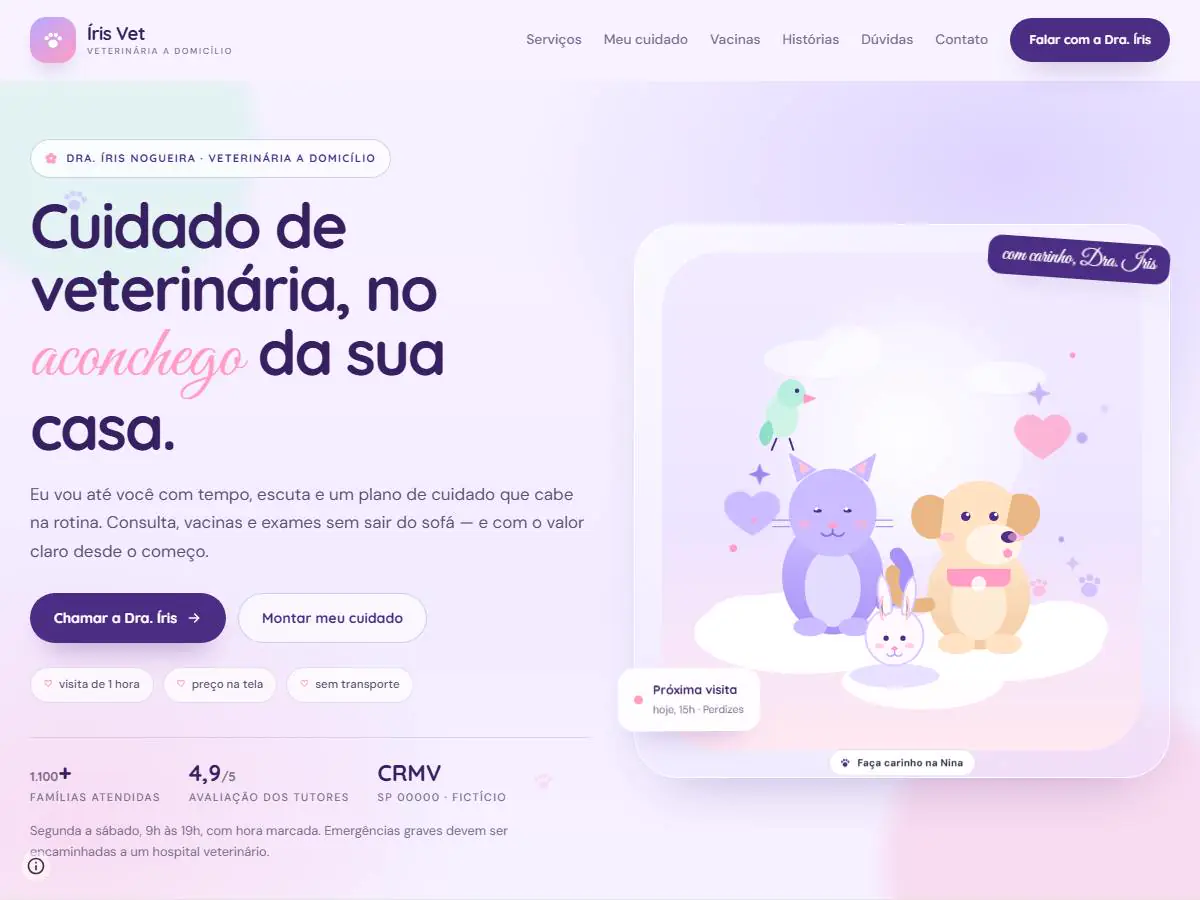 Íris Vet
VETERINÁRIA A DOMICÍLIO
Serviços
Meu cuidado
Vacinas
Histórias
Dúvidas
Contato
Falar com a Dra. Íris
DRA. ÍRIS NOGUEIRA · VETERINÁRIA A DOMICÍLIO
Cuidado de
veterinária, no
aconchego da sua
casa.
Eu vou até você com tempo, escuta e um plano de cuidado que cabe
na rotina. Consulta, vacinas e exames sem sair do sofá — e com o valor
claro desde o começo.
Chamar a Dra. Íris →
Montar meu cuidado
visita de 1 hora
preço na tela
sem transporte
1.100+
FAMÍLIAS ATENDIDAS
4,9/5
AVALIAÇÃO DOS TUTORES
CRMV
SP 00000 · FICTÍCIO
Segunda a sábado, 9h às 19h, com hora marcada. Emergências graves devem ser
encaminhadas a um hospital veterinário.
com carinho, Dra. Íris
Próxima visita
hoje, 15h · Perdizes
Faça carinho na Nina